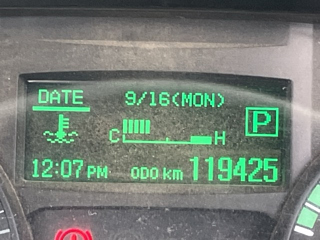 DATE 9/16(MON)
P
C H
12:07 PM ODO km 119425